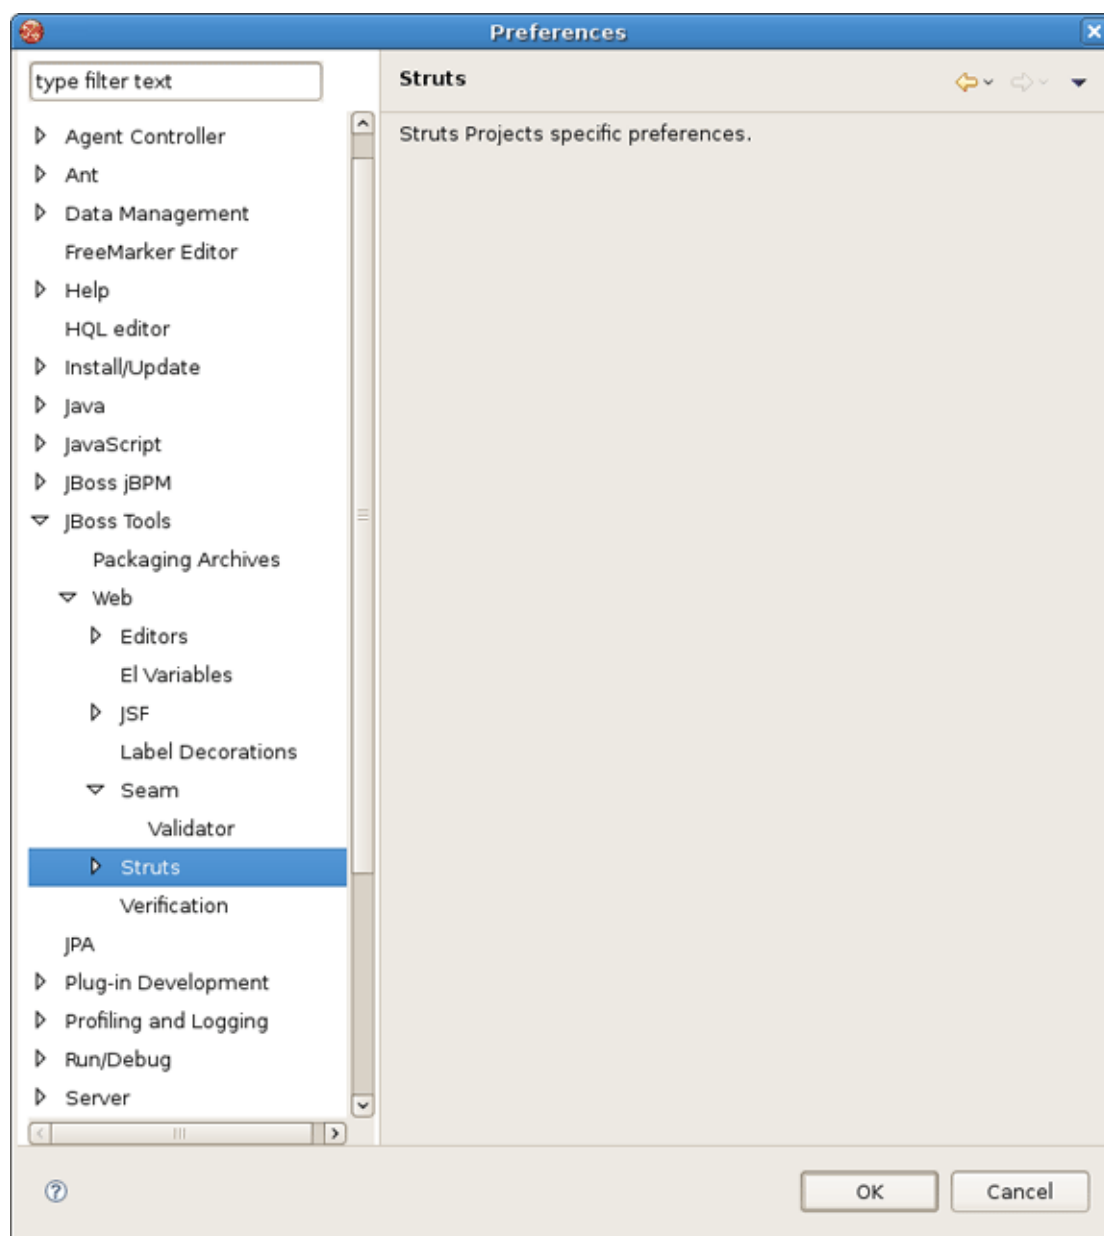 Preferences
type filter text
Agent Controller
Ant
Data Management
FreeMarker Editor
Help
HQL editor
Install/Update
Java
JavaScript
JBoss jBPM
JBoss Tools
Packaging Archives
Web
Editors
El Variables
JSF
Label Decorations
Seam
Validator
Struts
Verification
JPA
Plug-in Development
Profiling and Logging
Run/Debug
Server
Struts
Struts Projects specific preferences.
OK
Cancel